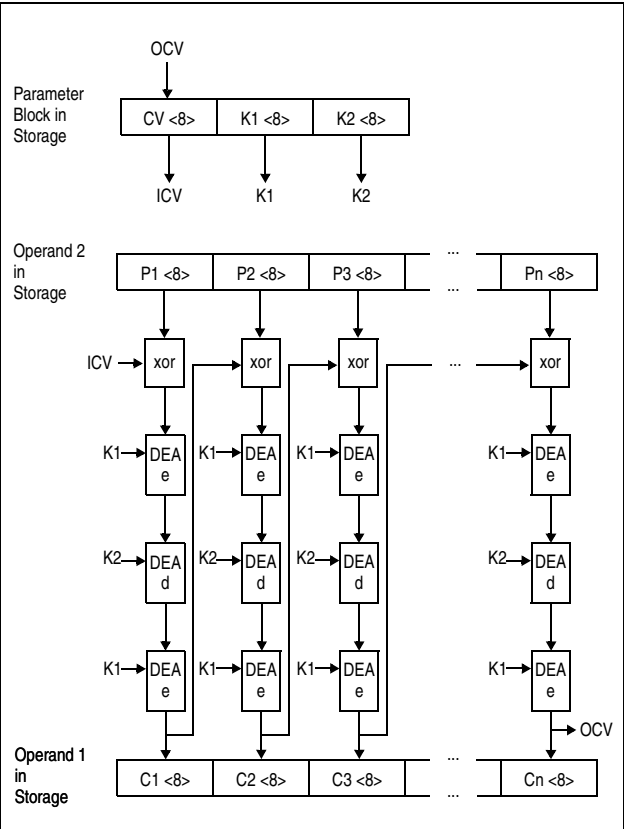 OCV
Parameter
Block in
Storage
CV <8> K1 <8> K2 <8>
ICV K1 K2
Operand 2
in
Storage
P1 <8> P2 <8> P3 <8> ... ... Pn <8>
ICV xor xor xor ... xor
K1 DEA e K1 DEA e K1 DEA e K1 DEA e
K2 DEA d K2 DEA d K2 DEA d K2 DEA d
K1 DEA e K1 DEA e K1 DEA e K1 DEA e
OCV
Operand 1
in
Storage
C1 <8> C2 <8> C3 <8> ... ... Cn <8>